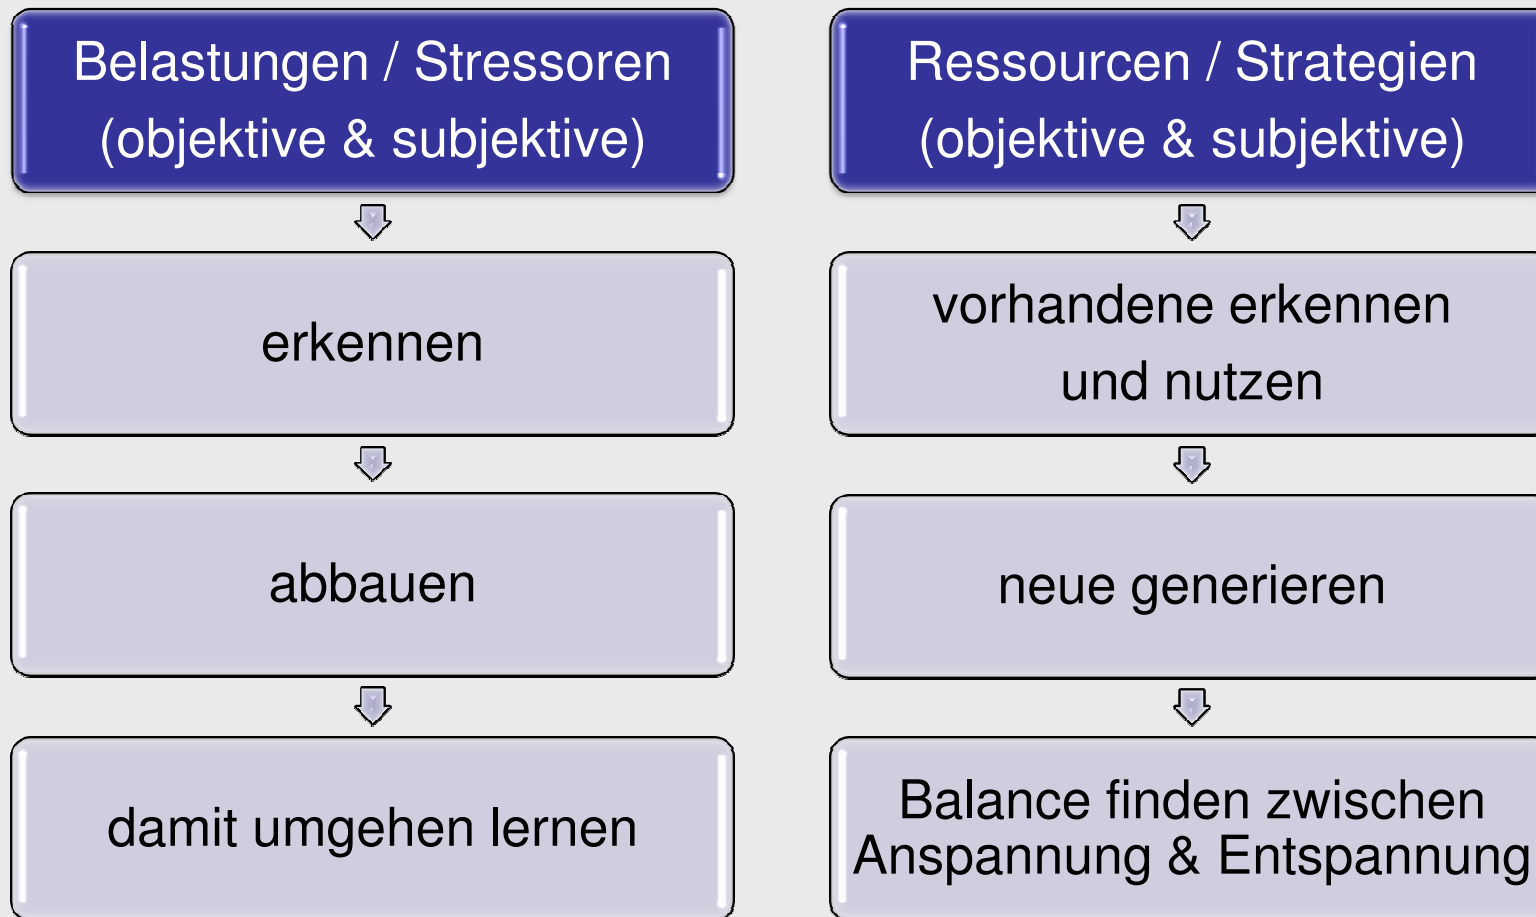 Belastungen / Stressoren
(objektive & subjektive)
erkennen
abbauen
damit umgehen lernen
Ressourcen / Strategien
(objektive & subjektive)
vorhandene erkennen
und nutzen
neue generieren
Balance finden zwischen
Anspannung & Entspannung